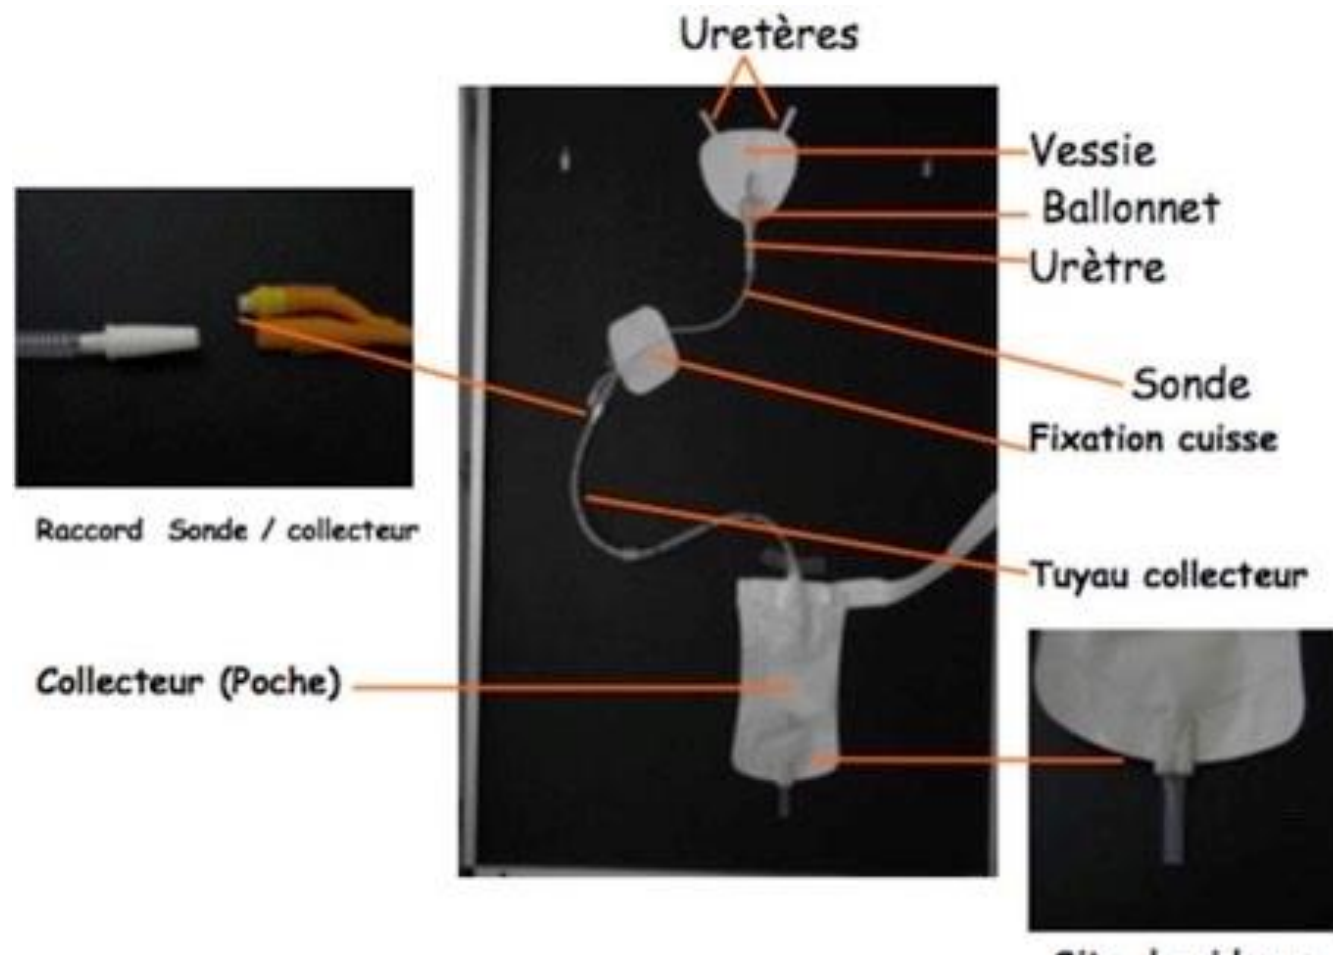 Uretères
Vessie
Ballonnet
Urètre
Sonde
Fixation cuisse
Raccord Sonde / collecteur
Tuyau collecteur
Collecteur (Poche)